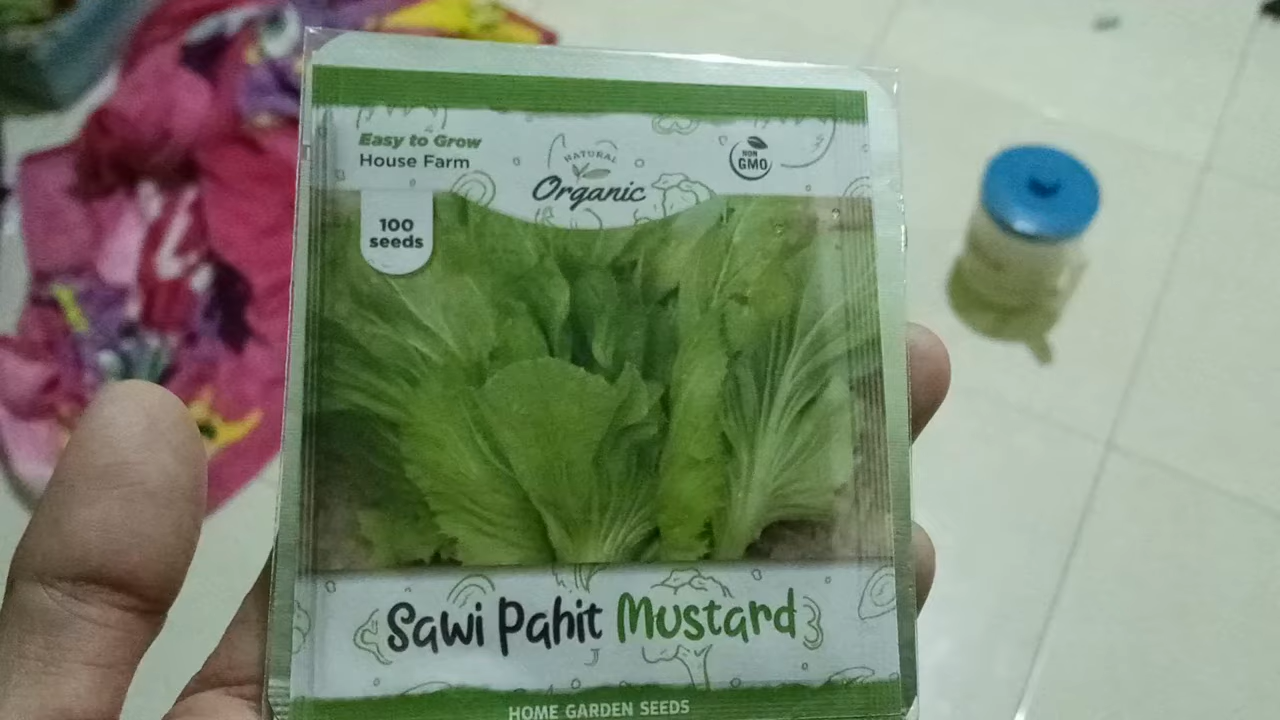 Easy to Grow
House Farm
NATURAL
Organic
NON
GMO
100
seeds
Sawi Pahit Mustard
HOME GARDEN SEEDS